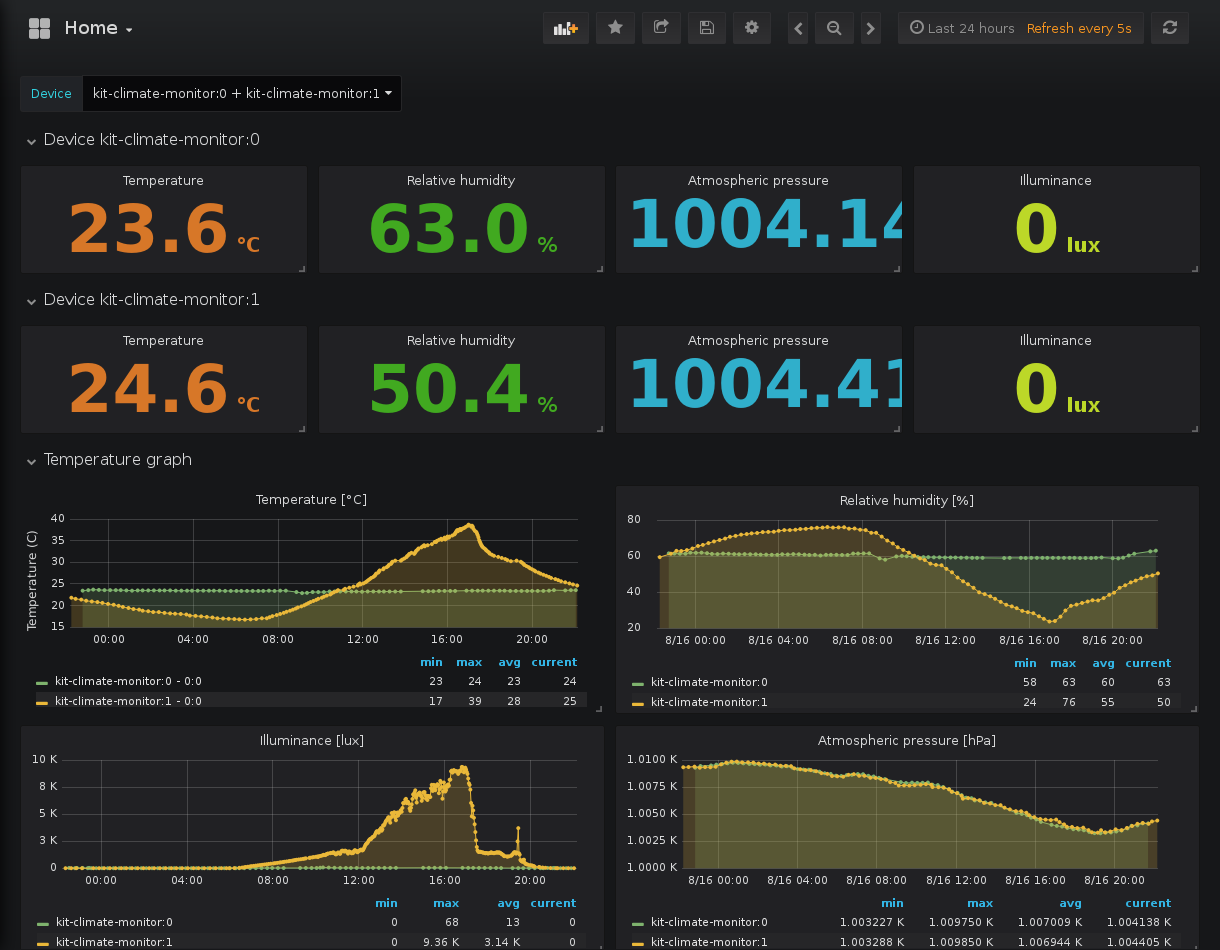 Home
Last 24 hours Refresh every 5s
Device kit-climate-monitor:0 + kit-climate-monitor:1
Device kit-climate-monitor:0
Temperature Relative humidity Atmospheric pressure Illuminance
23.6 °C 63.0 % 1004.14 0 lux
Device kit-climate-monitor:1
Temperature Relative humidity Atmospheric pressure Illuminance
24.6 °C 50.4 % 1004.41 0 lux
Temperature graph
Temperature [°C]
Temperature (C)
40
35
30
25
20
15
00:00 04:00 08:00 12:00 16:00 20:00
min max avg current
kit-climate-monitor:0 - 0:0 23 24 23 24
kit-climate-monitor:1 - 0:0 17 39 28 25
Relative humidity [%]
80
60
40
20
8/16 00:00 8/16 04:00 8/16 08:00 8/16 12:00 8/16 16:00 8/16 20:00
min max avg current
kit-climate-monitor:0 58 63 60 63
kit-climate-monitor:1 24 76 55 50
Illuminance [lux]
10 K
8 K
5 K
3 K
0
00:00 04:00 08:00 12:00 16:00 20:00
min max avg current
kit-climate-monitor:0 0 68 13 0
kit-climate-monitor:1 0 9.36 K 3.14 K 0
Atmospheric pressure [hPa]
1.0100 K
1.0075 K
1.0050 K
1.0025 K
1.0000 K
8/16 00:00 8/16 04:00 8/16 08:00 8/16 12:00 8/16 16:00 8/16 20:00
min max avg current
kit-climate-monitor:0 1.003227 K 1.009750 K 1.007009 K 1.004138 K
kit-climate-monitor:1 1.003288 K 1.009850 K 1.006944 K 1.004405 K